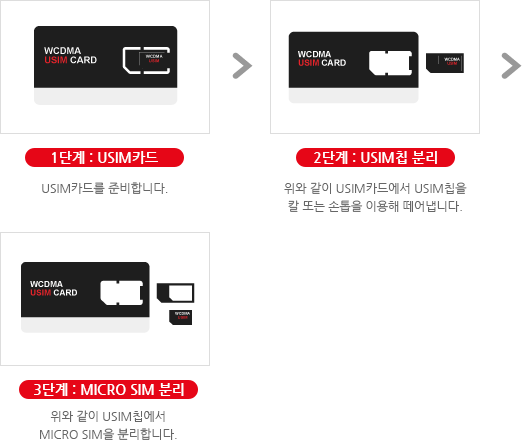 WCDMA
USIM CARD
WCDMA
USIM
1단계 : USIM카드
USIM카드를 준비합니다.
WCDMA
USIM CARD
WCDMA
USIM
2단계 : USIM칩 분리
위와 같이 USIM카드에서 USIM칩을
칼 또는 손톱을 이용해 떼어냅니다.
WCDMA
USIM CARD
WCDMA
USIM
3단계 : MICRO SIM 분리
위와 같이 USIM칩에서
MICRO SIM을 분리합니다.